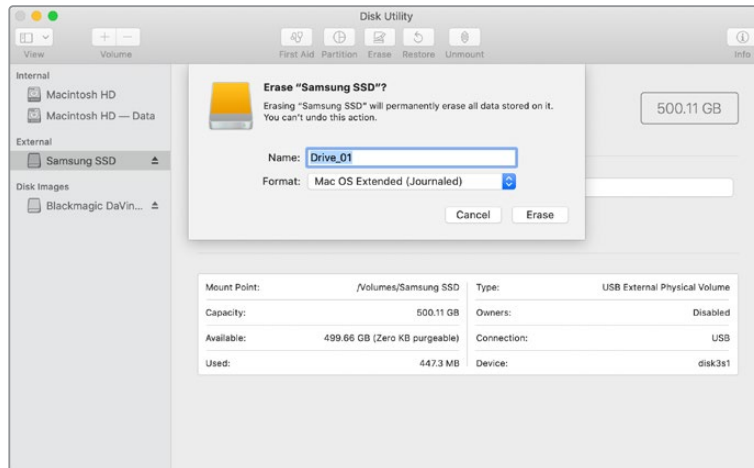 Disk Utility
View
Volume
First Aid
Partition
Erase
Restore
Unmount
Info
Internal
Macintosh HD
Macintosh HD — Data
External
Samsung SSD
Disk Images
Blackmagic DaVin...
Erase “Samsung SSD”?
Erasing “Samsung SSD” will permanently erase all data stored on it.
You can’t undo this action.
Name: Drive_01
Format: Mac OS Extended (Journaled)
Cancel
Erase
500.11 GB
Mount Point: /Volumes/Samsung SSD
Type: USB External Physical Volume
Capacity: 500.11 GB
Owners: Disabled
Available: 499.66 GB (Zero KB purgeable)
Connection: USB
Used: 447.3 MB
Device: disk3s1